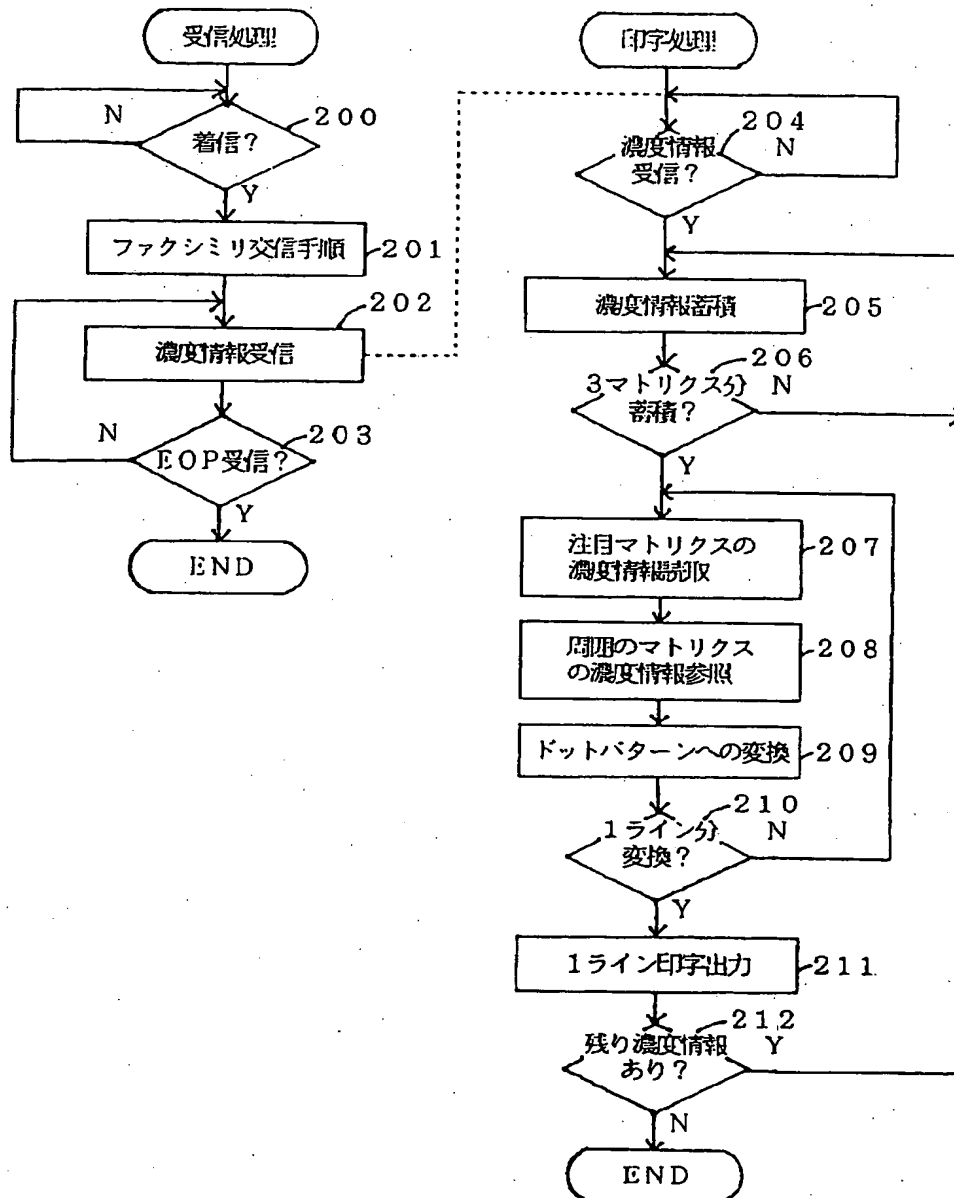 受信処理
N
200
着信?
Y
ファクシミリ交信手順
201
202
濃度情報受信
N
203
EOP受信?
Y
END
印字処理
204
濃度情報
N
受信?
Y
濃度情報蓄積
205
206
3マトリクス分
N
蓄積?
Y
注目マトリクスの
濃度情報読取
207
周囲のマトリクス
の濃度情報参照
208
ドットパターンへの変換
209
210
1ライン分
N
変換?
Y
1ライン印字出力
211
212
残り濃度情報
Y
あり?
N
END